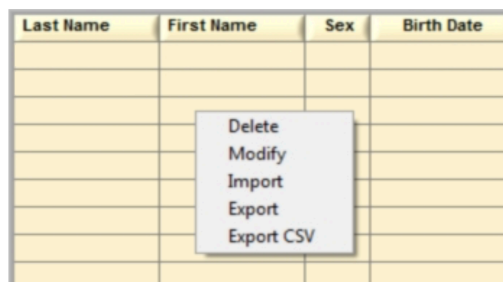 Last Name First Name Sex Birth Date
Delete
Modify
Import
Export
Export CSV